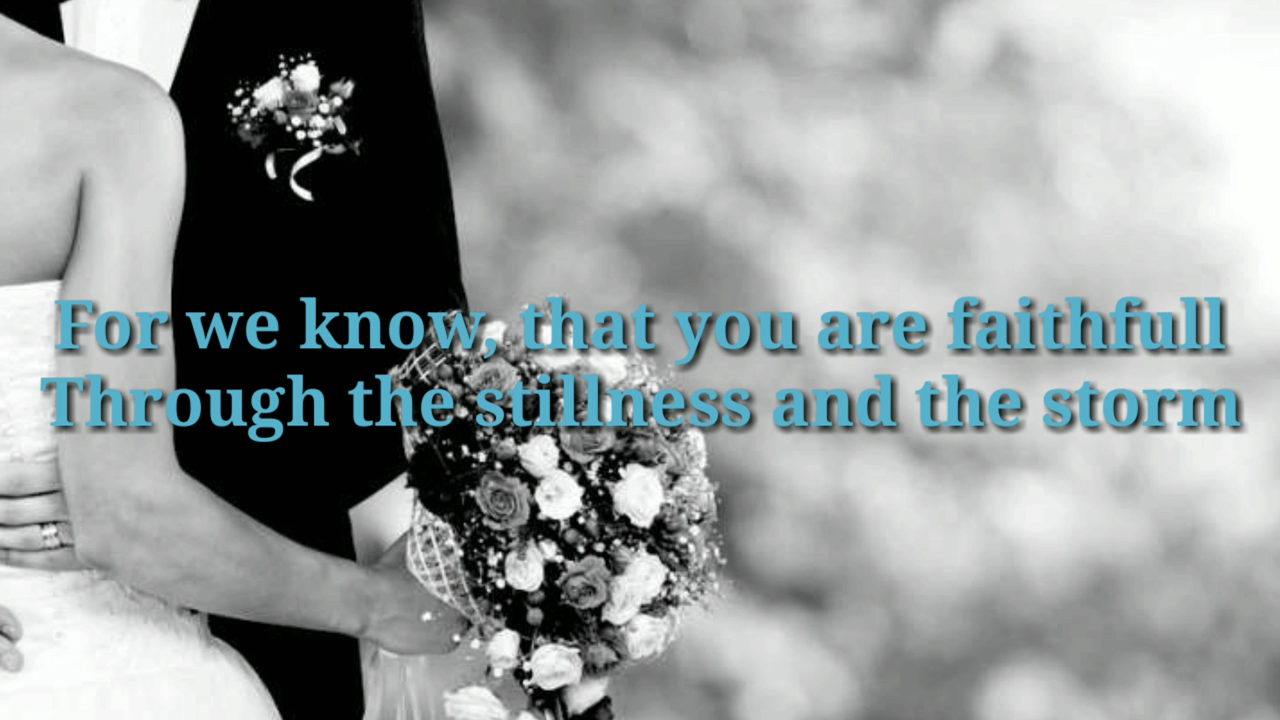 For we know, that you are faithfull
Through the stillness and the storm